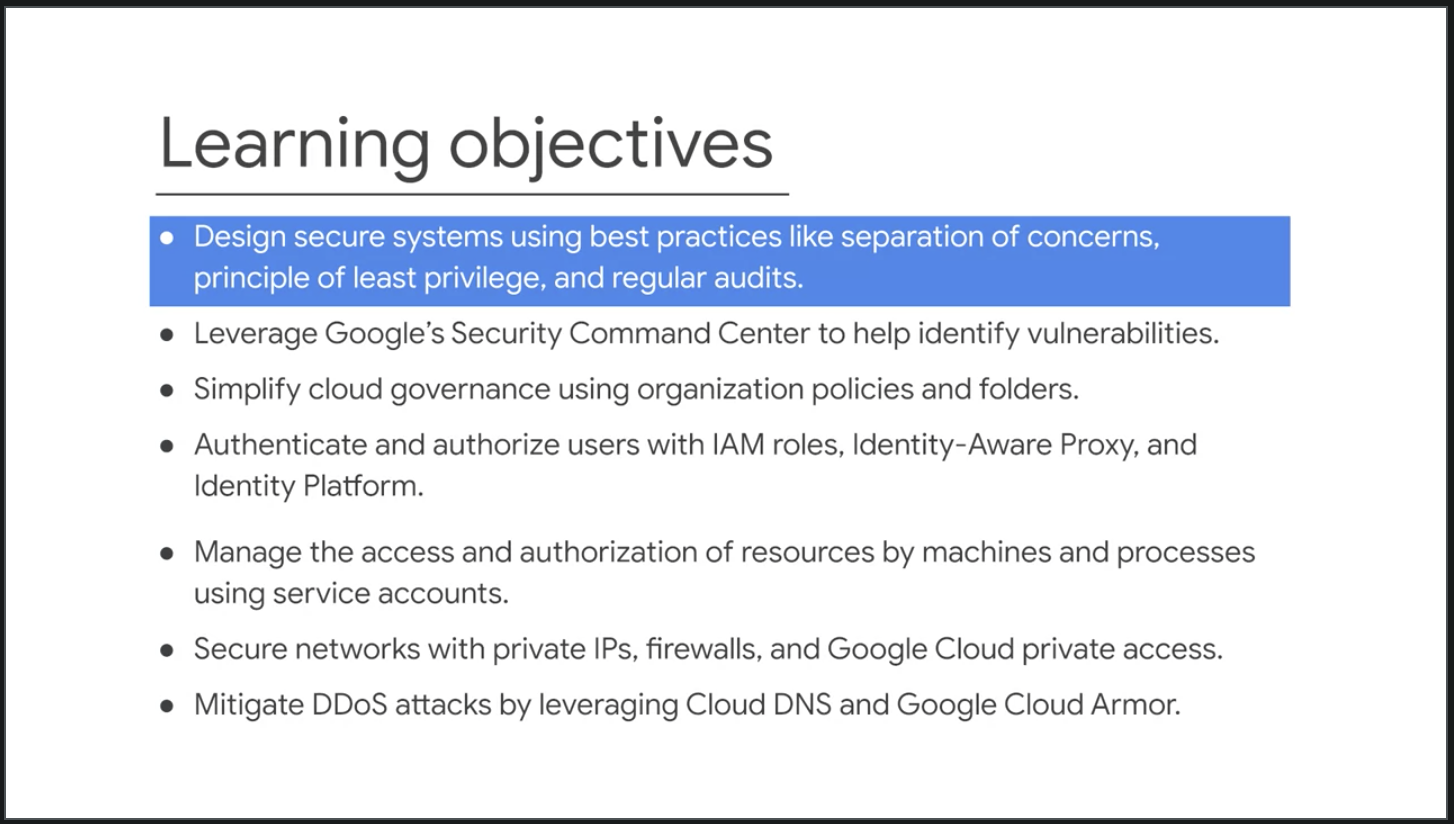 Learning objectives
● Design secure systems using best practices like separation of concerns,
principle of least privilege, and regular audits.
● Leverage Google’s Security Command Center to help identify vulnerabilities.
● Simplify cloud governance using organization policies and folders.
● Authenticate and authorize users with IAM roles, Identity-Aware Proxy, and
Identity Platform.
● Manage the access and authorization of resources by machines and processes
using service accounts.
● Secure networks with private IPs, firewalls, and Google Cloud private access.
● Mitigate DDoS attacks by leveraging Cloud DNS and Google Cloud Armor.